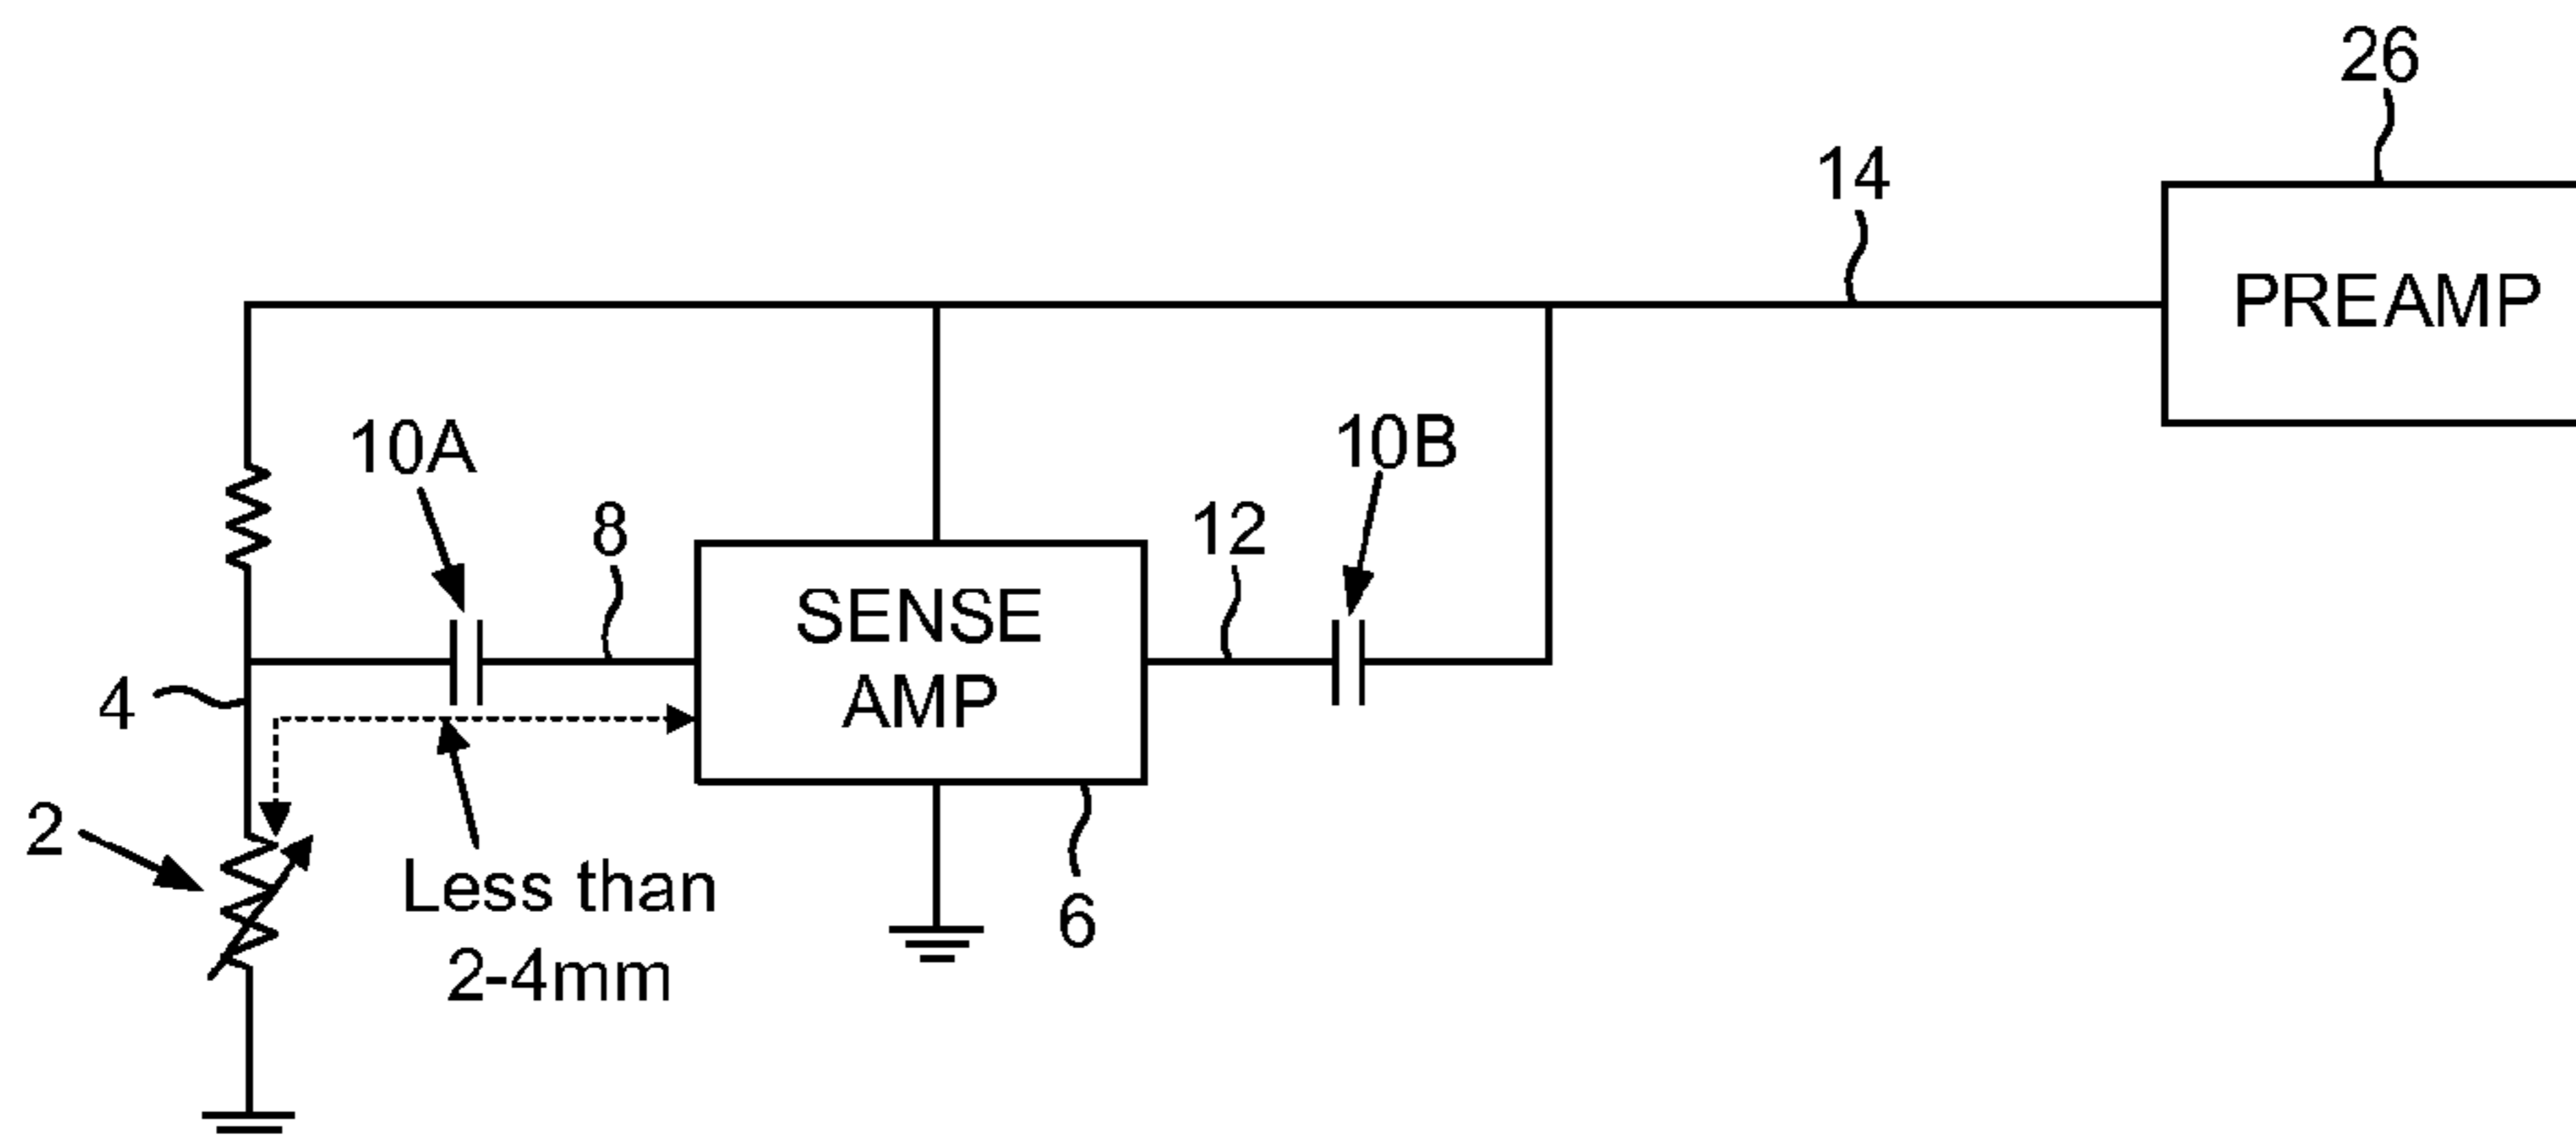 26
14
PREAMP
10A
10B
8
12
SENSE
AMP
4
2
Less than
2-4mm
6